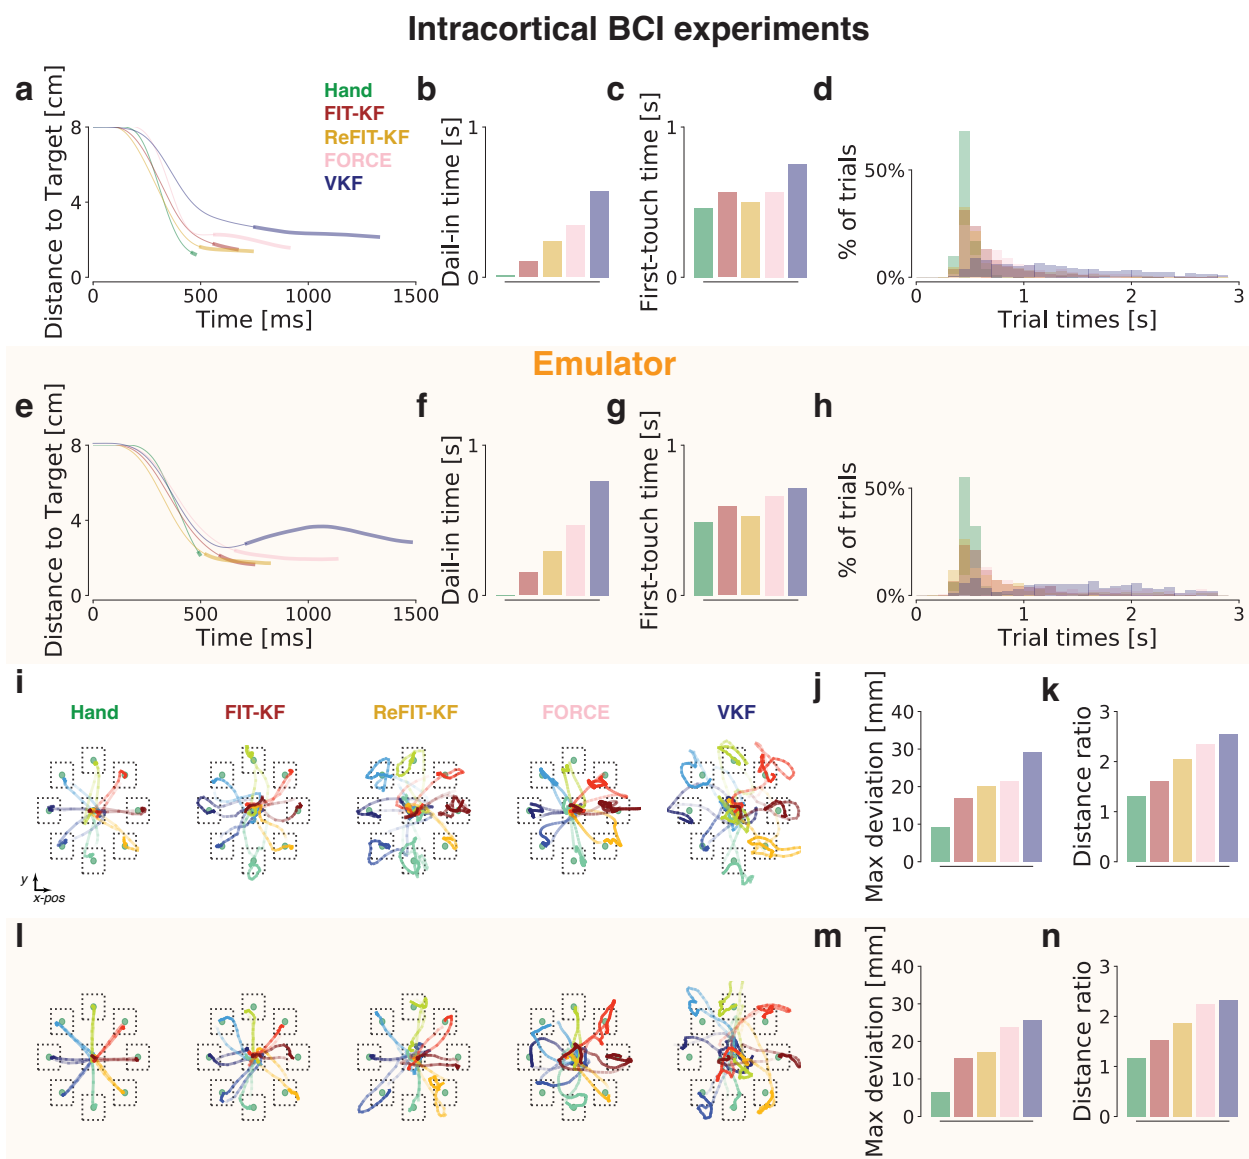 Intracortical BCI experiments
a
Distance to Target [cm]
8
4
0
0
500
1000
1500
Time [ms]
Hand
FIT-KF
ReFIT-KF
FORCE
VKF
b
Dail-in time [s]
1
0
c
First-touch time [s]
1
0
d
% of trials
50%
0%
0
1
2
3
Trial times [s]
Emulator
e
Distance to Target [cm]
8
4
0
0
500
1000
1500
Time [ms]
f
Dail-in time [s]
1
0
g
First-touch time [s]
1
0
h
% of trials
50%
0%
0
1
2
3
Trial times [s]
i
Hand
FIT-KF
ReFIT-KF
FORCE
VKF
y
x-pos
j
Max deviation [mm]
40
30
20
10
0
k
Distance ratio
3
2
1
0
l
m
Max deviation [mm]
40
30
20
10
0
n
Distance ratio
3
2
1
0